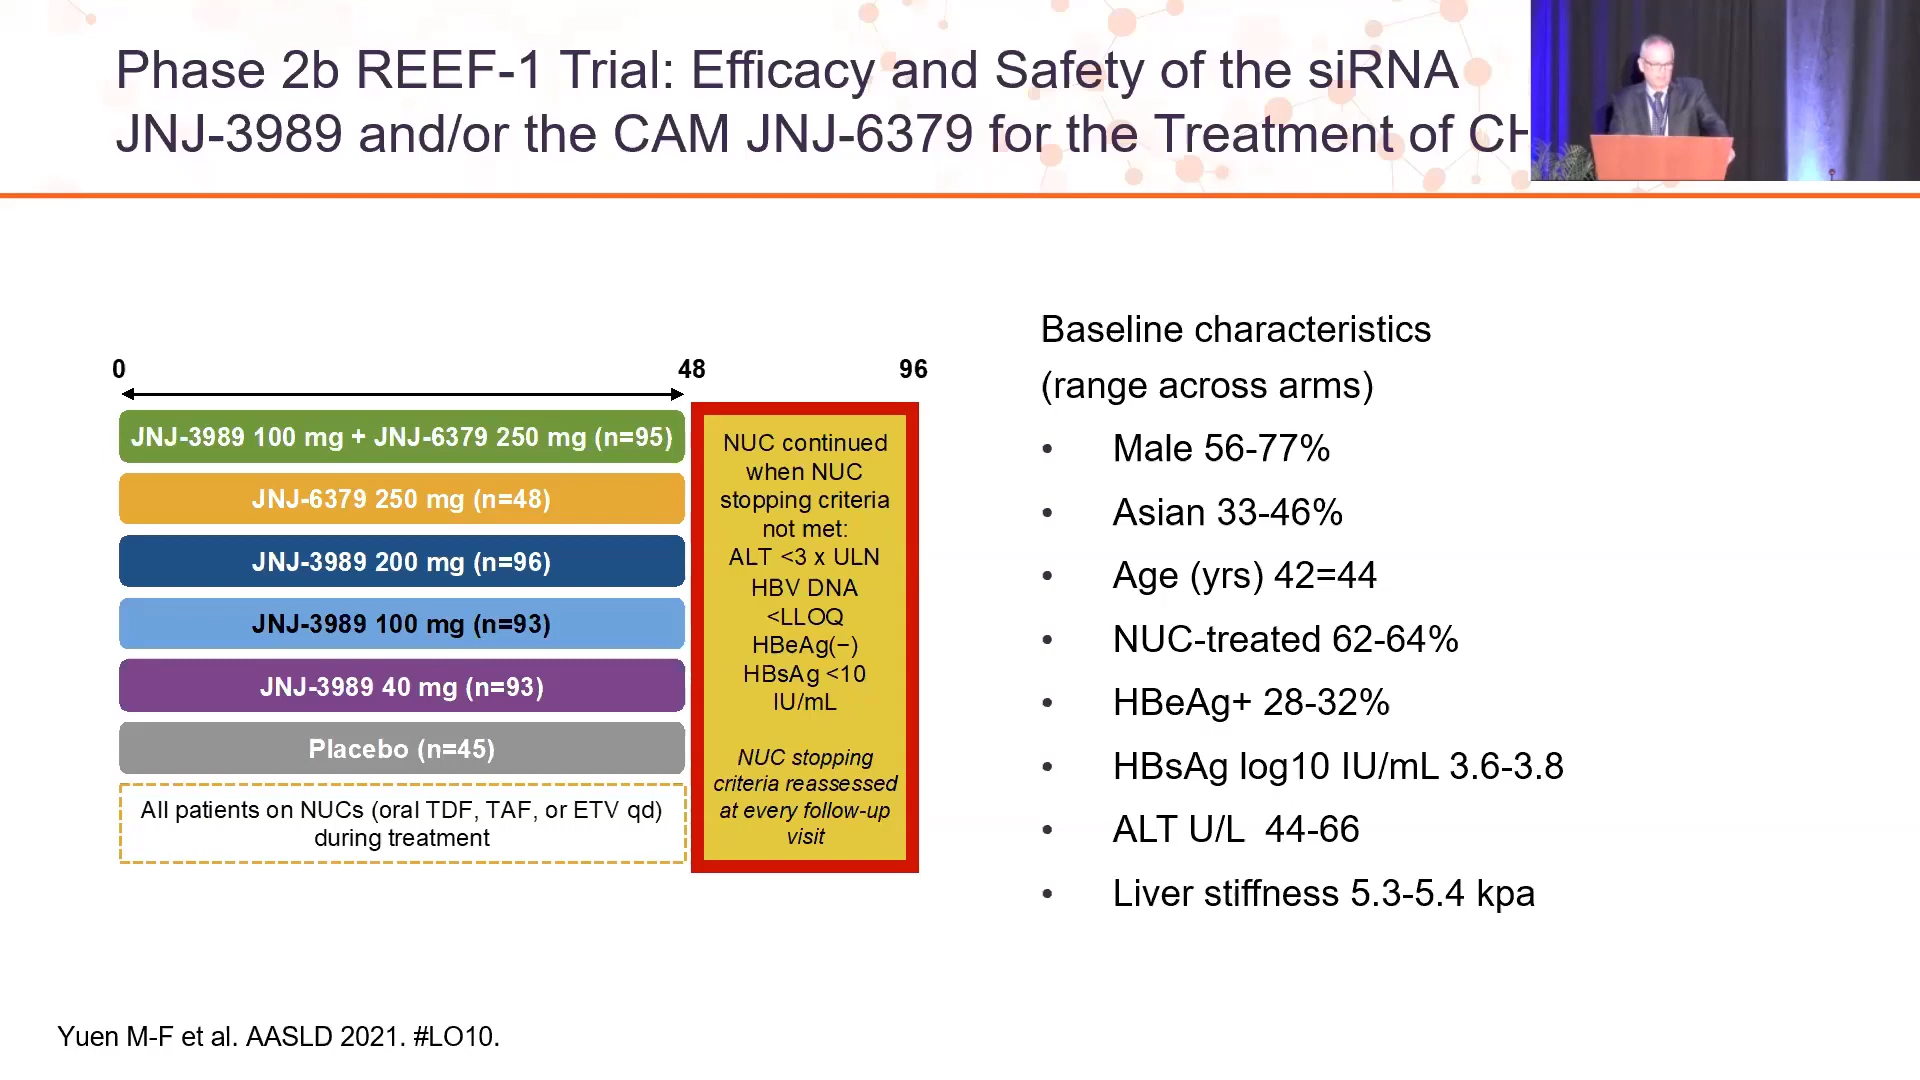 Phase 2b REEF-1 Trial: Efficacy and Safety of the siRNA
JNJ-3989 and/or the CAM JNJ-6379 for the Treatment of CH
0
48
96
JNJ-3989 100 mg + JNJ-6379 250 mg (n=95)
JNJ-6379 250 mg (n=48)
JNJ-3989 200 mg (n=96)
JNJ-3989 100 mg (n=93)
JNJ-3989 40 mg (n=93)
Placebo (n=45)
All patients on NUCs (oral TDF, TAF, or ETV qd)
during treatment
NUC continued
when NUC
stopping criteria
not met:
ALT <3 x ULN
HBV DNA
<LLOQ
HBeAg(−)
HBsAg <10
IU/mL
NUC stopping
criteria reassessed
at every follow-up
visit
Baseline characteristics
(range across arms)
• Male 56-77%
• Asian 33-46%
• Age (yrs) 42=44
• NUC-treated 62-64%
• HBeAg+ 28-32%
• HBsAg log10 IU/mL 3.6-3.8
• ALT U/L  44-66
• Liver stiffness 5.3-5.4 kpa
Yuen M-F et al. AASLD 2021. #LO10.